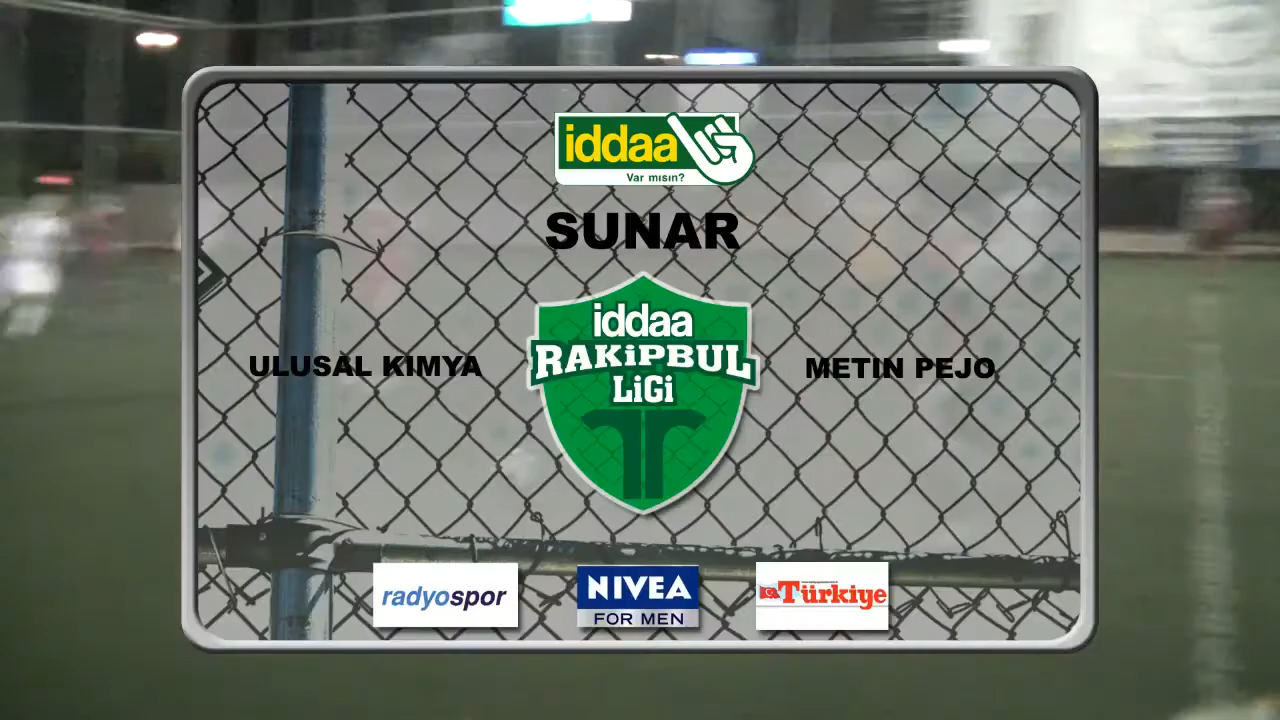 iddaa
Var mısın?
SUNAR
iddaa
RAKiPBUL
LiGi
ULUSAL KIMYA
METIN PEJO
radyospor
NIVEA
FOR MEN
Türkiye